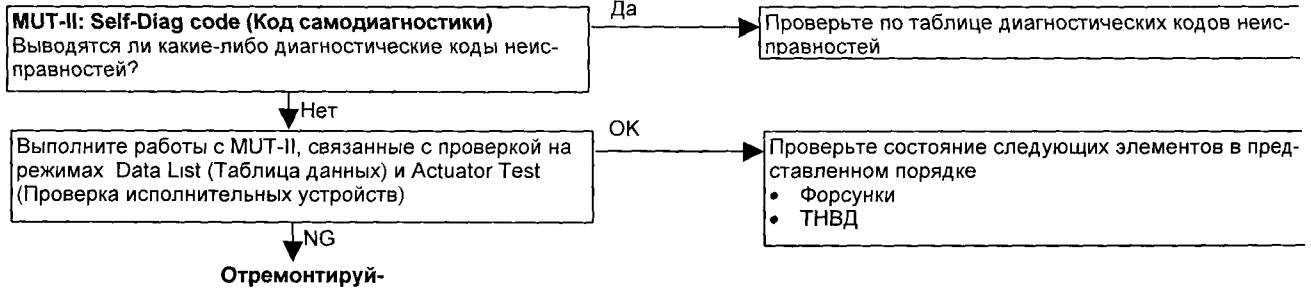 MUT-II: Self-Diag code (Код самодиагностики)
Выводятся ли какие-либо диагностические коды неис-
правностей?
Да
Проверьте по таблице диагностических кодов неис-
правностей
Нет
Выполните работы с MUT-II, связанные с проверкой на
режимах Data List (Таблица данных) и Actuator Test
(Проверка исполнительных устройств)
OK
Проверьте состояние следующих элементов в пред-
ставленном порядке
• Форсунки
• ТНВД
NG
Отремонтируй-